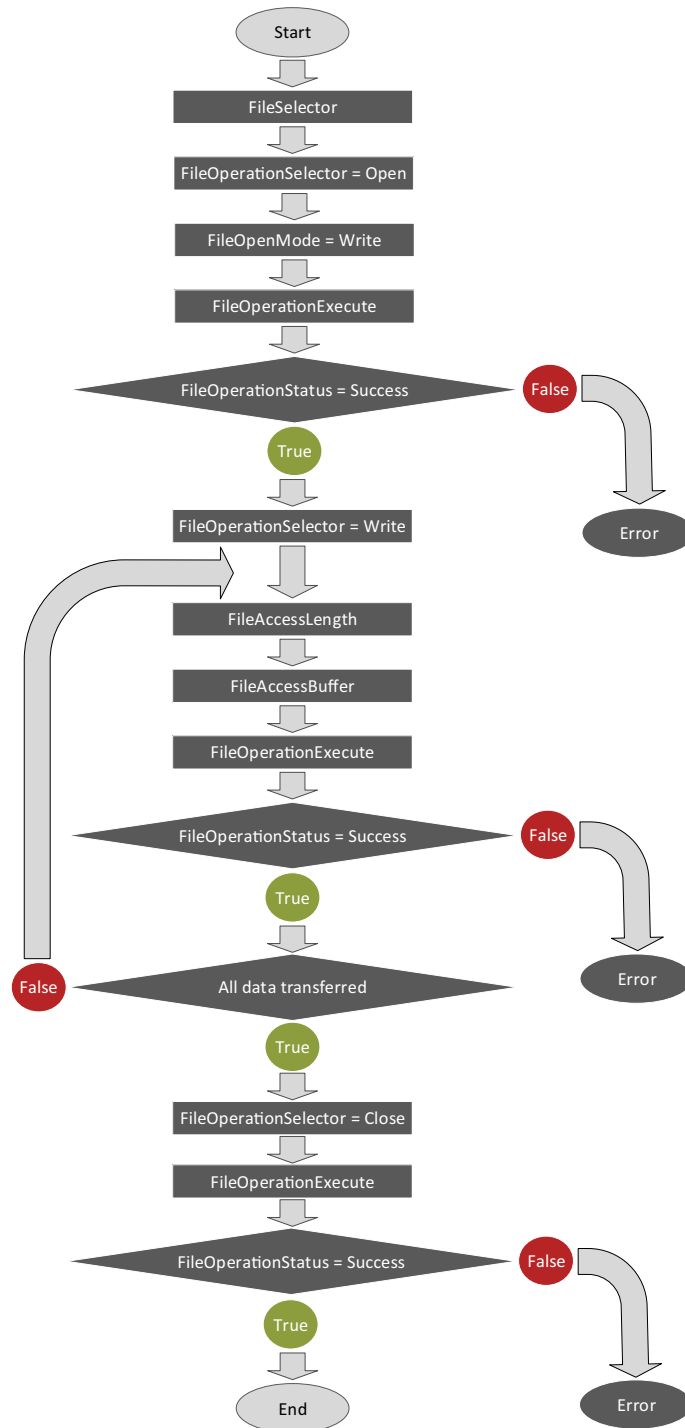 Start
FileSelector
FileOperationSelector = Open
FileOpenMode = Write
FileOperationExecute
FileOperationStatus = Success
False
True
FileOperationSelector = Write
Error
FileAccessLength
FileAccessBuffer
FileOperationExecute
FileOperationStatus = Success
False
True
False
All data transferred
Error
True
FileOperationSelector = Close
FileOperationExecute
FileOperationStatus = Success
False
True
End
Error